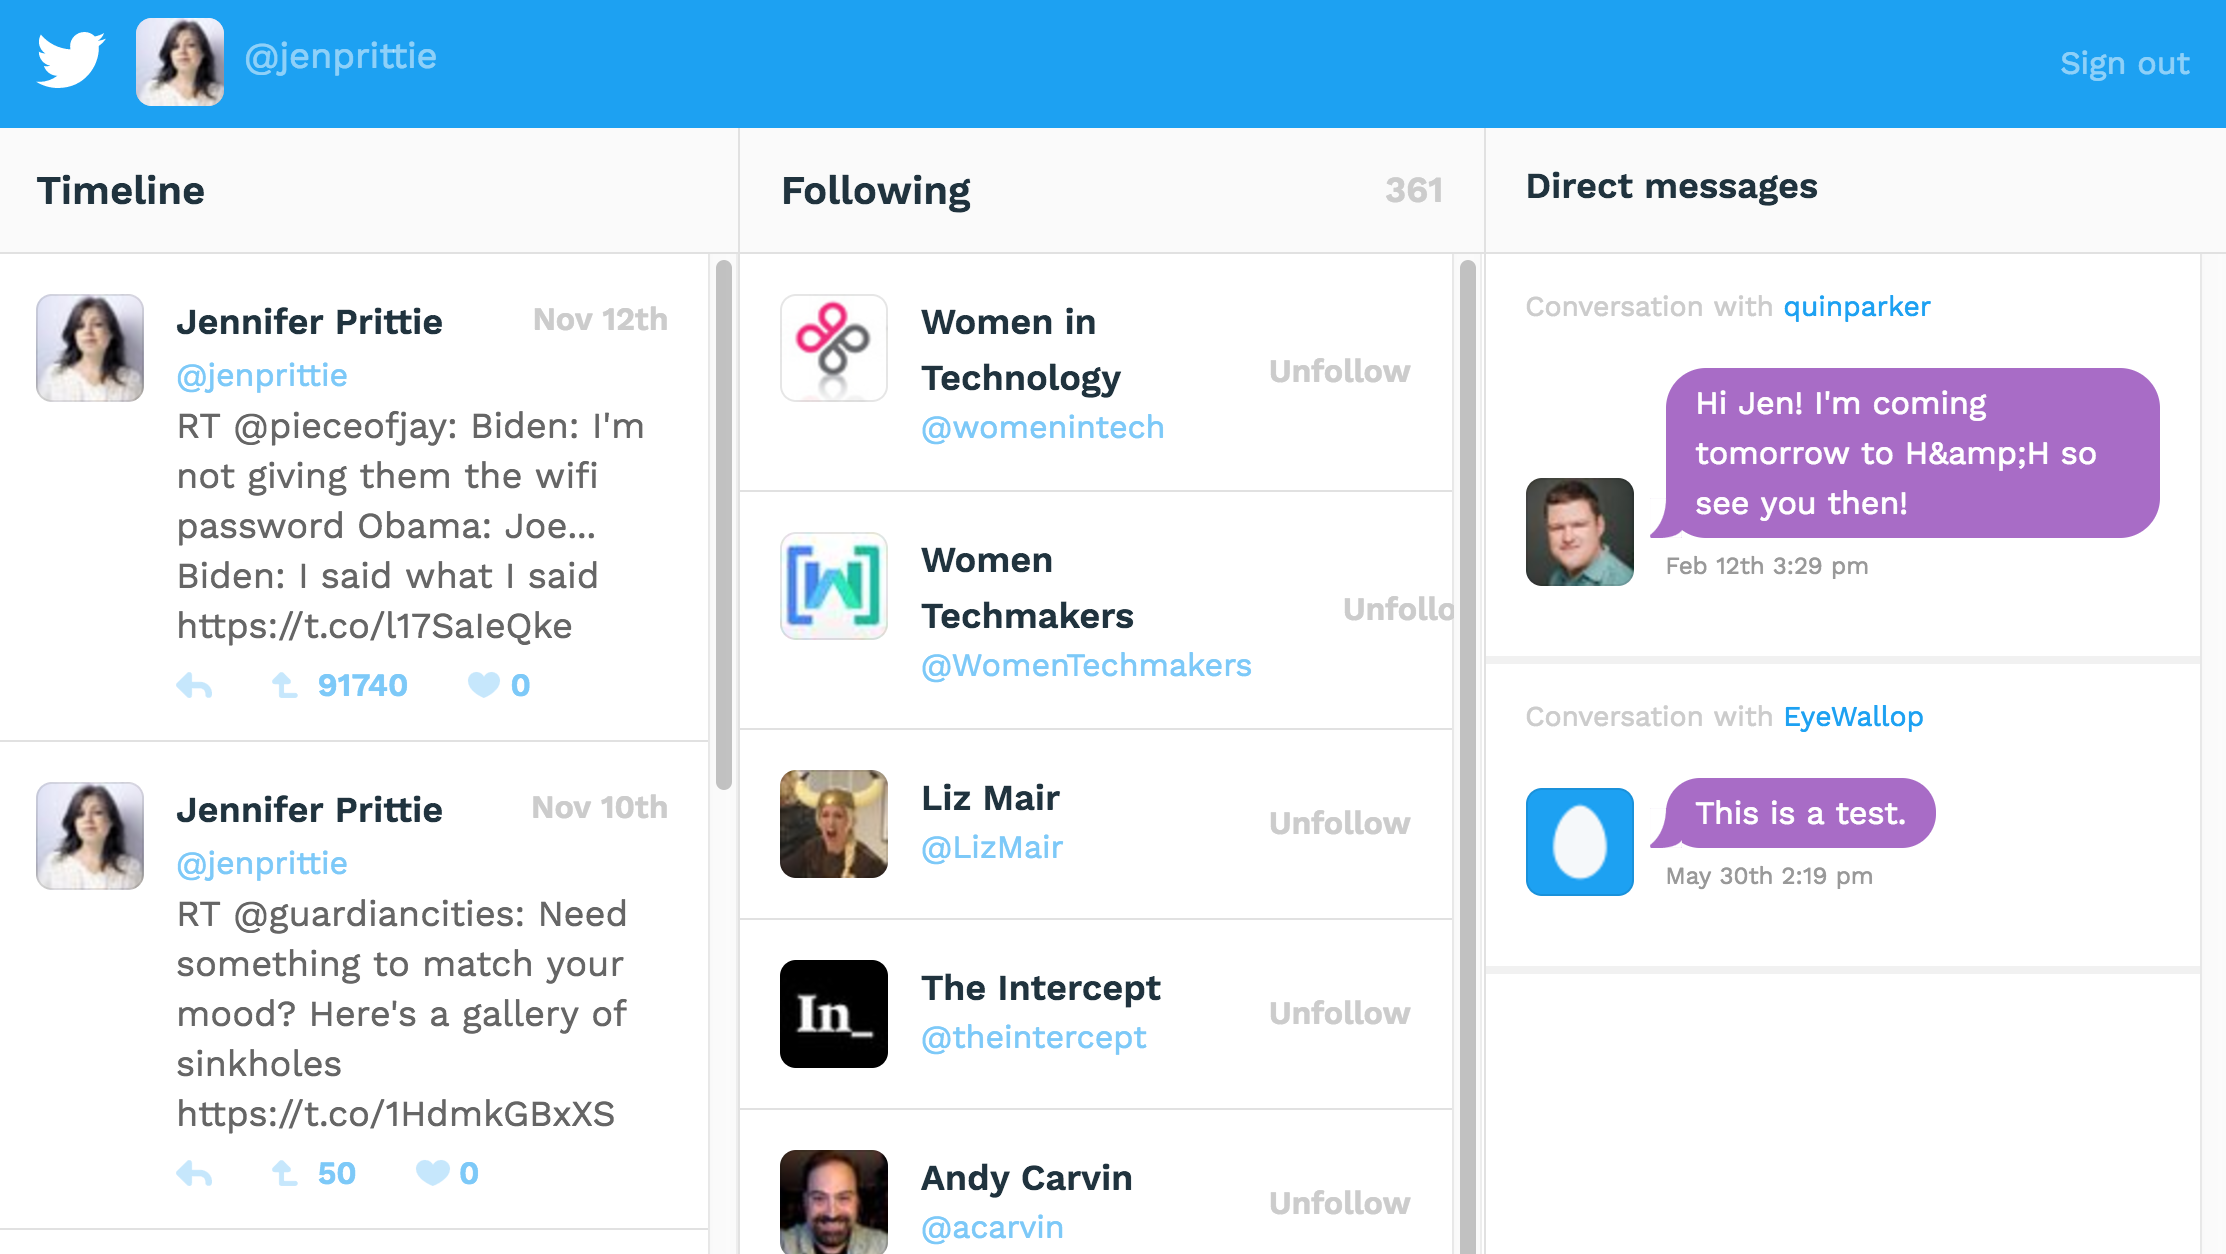 @jenprittie
Sign out
Timeline
Jennifer Prittie
Nov 12th
@jenprittie
RT @pieceofjay: Biden: I'm
not giving them the wifi
password Obama: Joe...
Biden: I said what I said
https://t.co/l17SaIeQke
91740
0
Jennifer Prittie
Nov 10th
@jenprittie
RT @guardiancities: Need
something to match your
mood? Here's a gallery of
sinkholes
https://t.co/1HdmkGBxXS
50
0
Following
361
Women in
Technology
@womenintech
Unfollow
Women
Techmakers
@WomenTechmakers
Unfollo
Liz Mair
@LizMair
Unfollow
In_
The Intercept
@theintercept
Unfollow
Andy Carvin
@acarvin
Unfollow
Direct messages
Conversation with quinparker
Hi Jen! I'm coming
tomorrow to H&amp;H so
see you then!
Feb 12th 3:29 pm
Conversation with EyeWallop
This is a test.
May 30th 2:19 pm